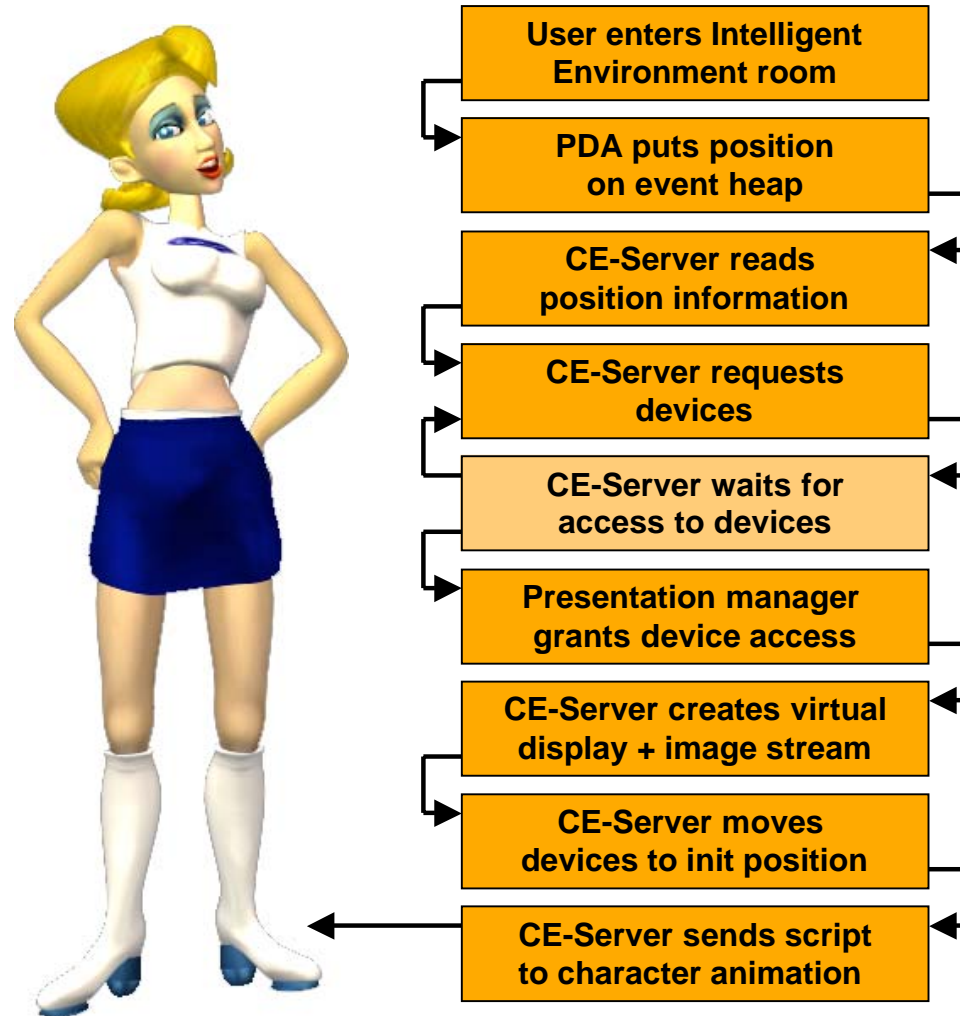 User enters Intelligent
Environment room
PDA puts position
on event heap
CE-Server reads
position information
CE-Server requests
devices
CE-Server waits for
access to devices
Presentation manager
grants device access
CE-Server creates virtual
display + image stream
CE-Server moves
devices to init position
CE-Server sends script
to character animation